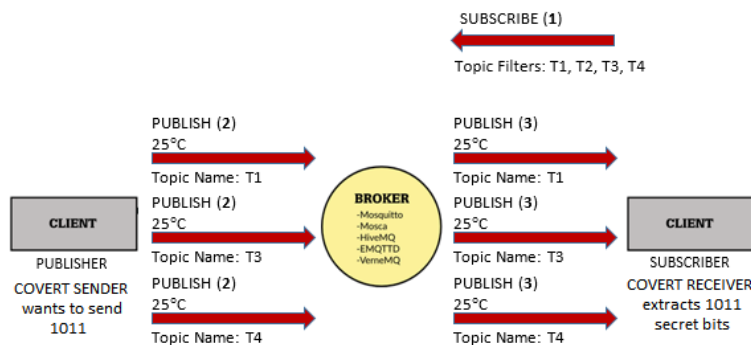 SUBSCRIBE (1)
Topic Filters: T1, T2, T3, T4
PUBLISH (2)
25°C
Topic Name: T1
PUBLISH (2)
25°C
Topic Name: T3
PUBLISH (2)
25°C
Topic Name: T4
CLIENT
PUBLISHER
COVERT SENDER
wants to send
1011
BROKER
-Mosquitto
-Mosca
-HiveMQ
-EMQTTD
-VerneMQ
PUBLISH (3)
25°C
Topic Name: T1
PUBLISH (3)
25°C
Topic Name: T3
PUBLISH (3)
25°C
Topic Name: T4
CLIENT
SUBSCRIBER
COVERT RECEIVER
extracts 1011
secret bits